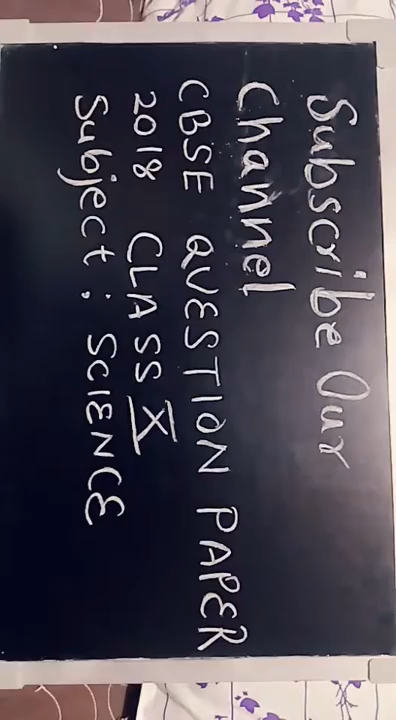 Subscribe Our
Channel
CBSE QUESTION PAPER
2018 CLASS X
Subject : SCIENCE